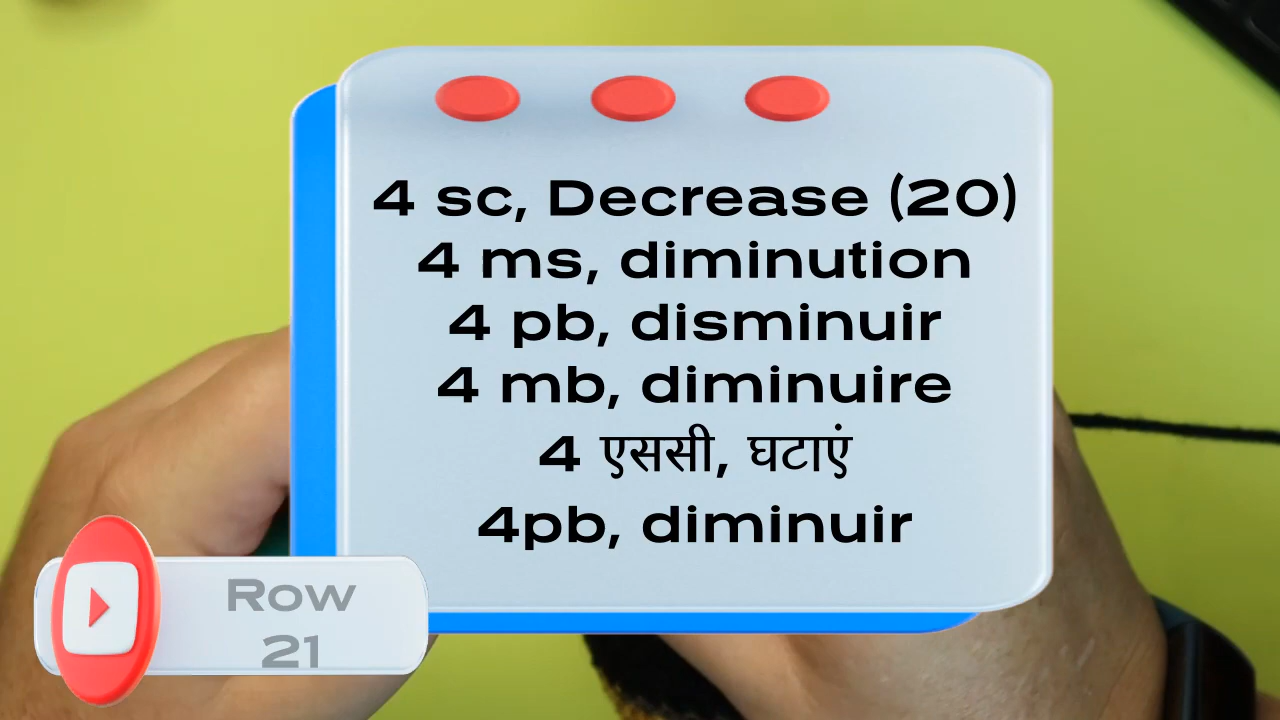 4 sc, Decrease (20)
4 ms, diminution
4 pb, disminuir
4 mb, diminuire
4 एससी, घटाएं
4pb, diminuir
Row
21